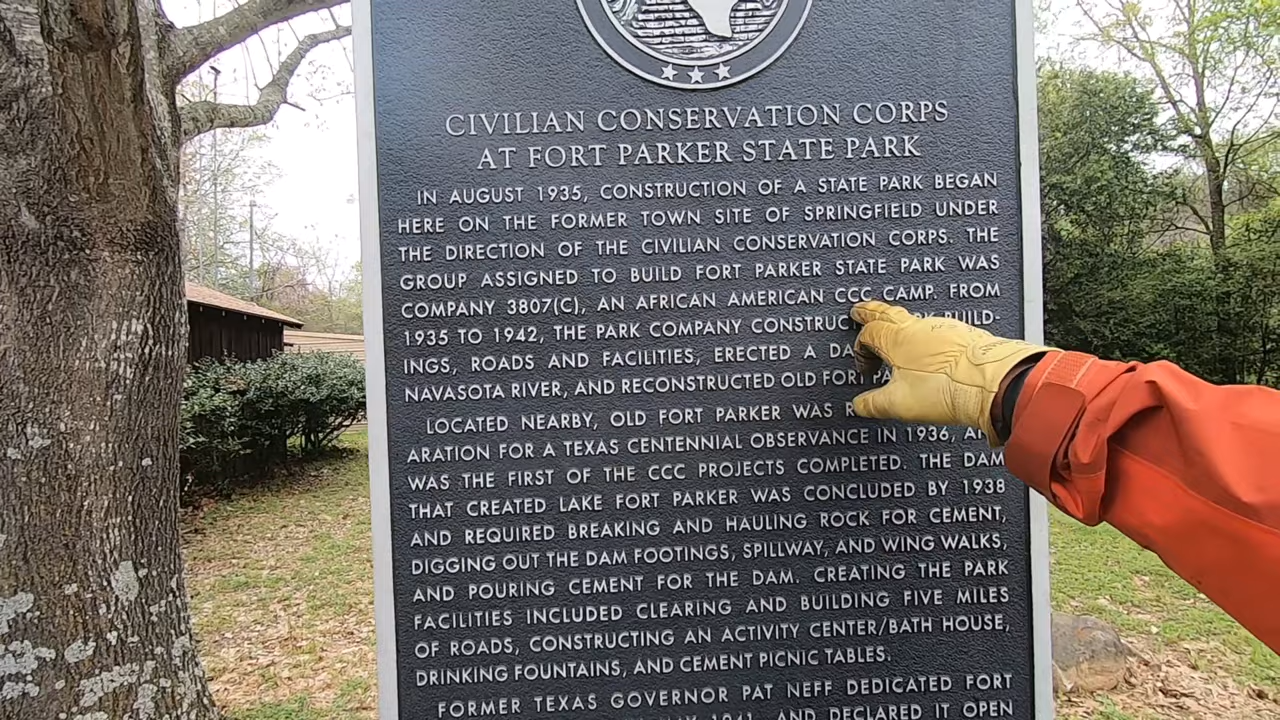 CIVILIAN CONSERVATION CORPS
AT FORT PARKER STATE PARK
IN AUGUST 1935, CONSTRUCTION OF A STATE PARK BEGAN
HERE ON THE FORMER TOWN SITE OF SPRINGFIELD UNDER
THE DIRECTION OF THE CIVILIAN CONSERVATION CORPS. THE
GROUP ASSIGNED TO BUILD FORT PARKER STATE PARK WAS
COMPANY 3807(C), AN AFRICAN AMERICAN CCC CAMP. FROM
1935 TO 1942, THE PARK COMPANY BUILD-
INGS, ROADS AND FACILITIES, ERECTED A
NAVASOTA RIVER, AND RECONSTRUCTED OLD FORT
LOCATED NEARBY, OLD FORT PARKER WAS
ARATION FOR A TEXAS CENTENNIAL OBSERVANCE IN 1936,
WAS THE FIRST OF THE CCC PROJECTS COMPLETED. THE DAM
THAT CREATED LAKE FORT PARKER WAS CONCLUDED BY 1938
AND REQUIRED BREAKING AND HAULING ROCK FOR CEMENT,
DIGGING OUT THE DAM FOOTINGS, SPILLWAY, AND WING WALKS,
AND POURING CEMENT FOR THE DAM. CREATING THE PARK
FACILITIES INCLUDED CLEARING AND BUILDING FIVE MILES
OF ROADS, CONSTRUCTING AN ACTIVITY CENTER/BATH HOUSE,
DRINKING FOUNTAINS, AND CEMENT PICNIC TABLES.
FORMER TEXAS GOVERNOR PAT NEFF DEDICATED FORT
MAY 1941, AND DECLARED IT OPEN